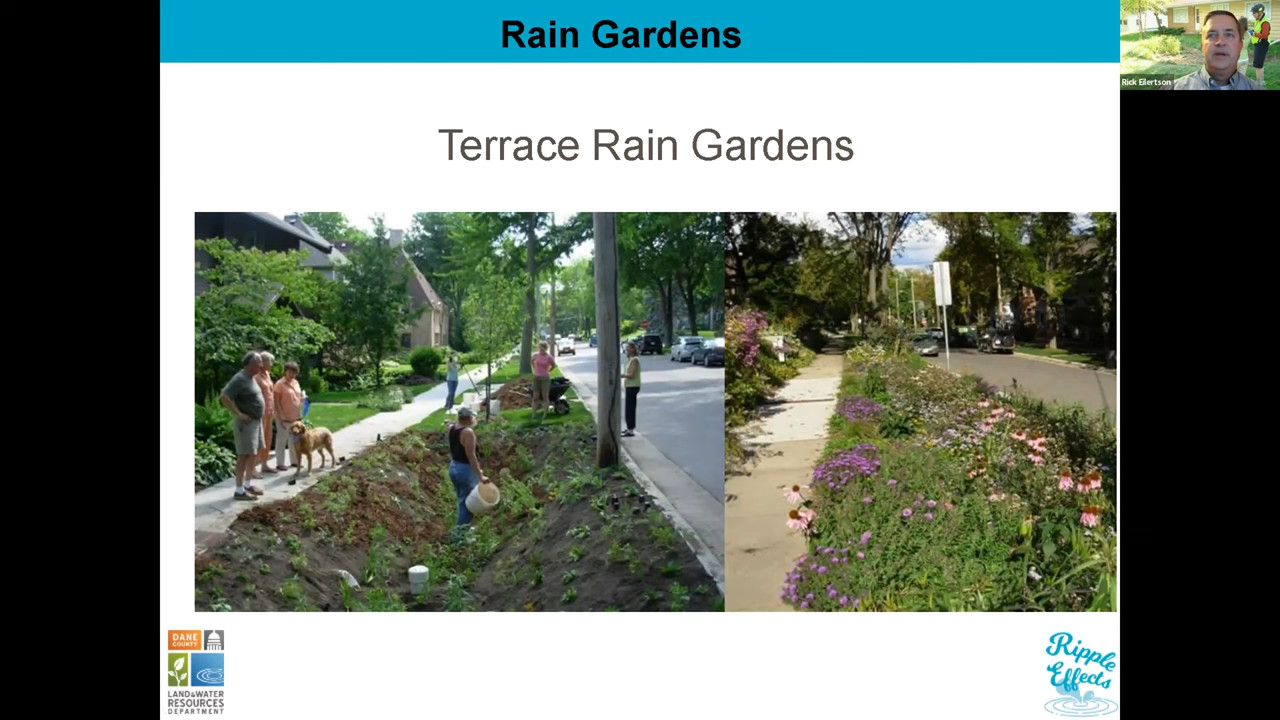 Rain Gardens
Rick Eilertson
Terrace Rain Gardens
DANE
COUNTY
LAND & WATER
RESOURCES
DEPARTMENT
Ripple
Effects